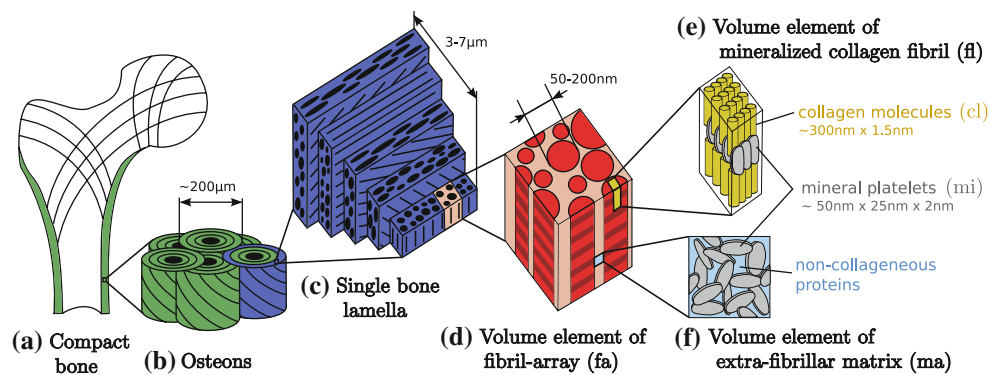 (a) Compact
bone
~200μm
(b) Osteons
3-7μm
(c) Single bone
lamella
50-200nm
(d) Volume element of
fibril-array (fa)
(e) Volume element of
mineralized collagen fibril (fl)
collagen molecules (cl)
~300nm x 1.5nm
mineral platelets (mi)
~ 50nm x 25nm x 2nm
non-collageneous
proteins
(f) Volume element of
extra-fibrillar matrix (ma)